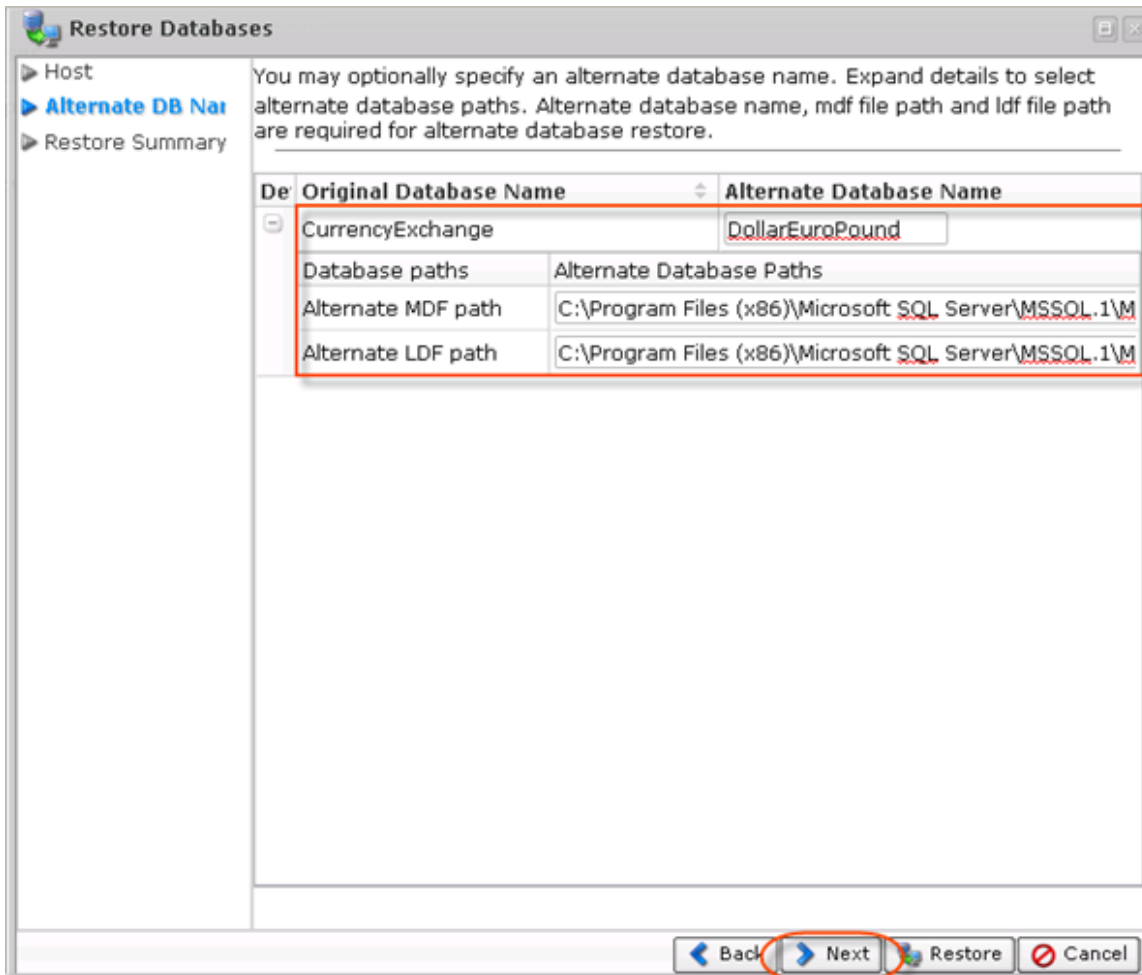 Restore Databases
Host
Alternate DB Nar
Restore Summary
You may optionally specify an alternate database name. Expand details to select
alternate database paths. Alternate database name, mdf file path and ldf file path
are required for alternate database restore.
De Original Database Name Alternate Database Name
CurrencyExchange DollarEuroPound
Database paths Alternate Database Paths
Alternate MDF path C:\Program Files (x86)\Microsoft SQL Server\MSSOL.1\M
Alternate LDF path C:\Program Files (x86)\Microsoft SQL Server\MSSOL.1\M
Back Next Restore Cancel